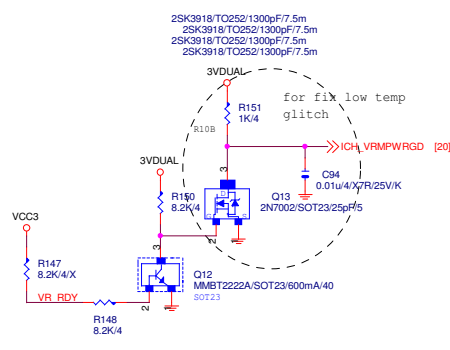 2SK3918/TO252/1300pF/7.5m
2SK3918/TO252/1300pF/7.5m
2SK3918/TO252/1300pF/7.5m
2SK3918/TO252/1300pF/7.5m
3VDUAL
R151
1K/4
R10B
for fix low temp
glitch
ICH_VRMPWRGD [20]
3
3VDUAL
C94
0.01u/4/X7R/25V/K
R150
8.2K/4
D
G
S
Q13
2N7002/SOT23/25pF/5
2
1
VCC3
3
R147
8.2K/4/X
Q12
MMBT2222A/SOT23/600mA/40
SOT23
VR_RDY
2
1
R148
8.2K/4